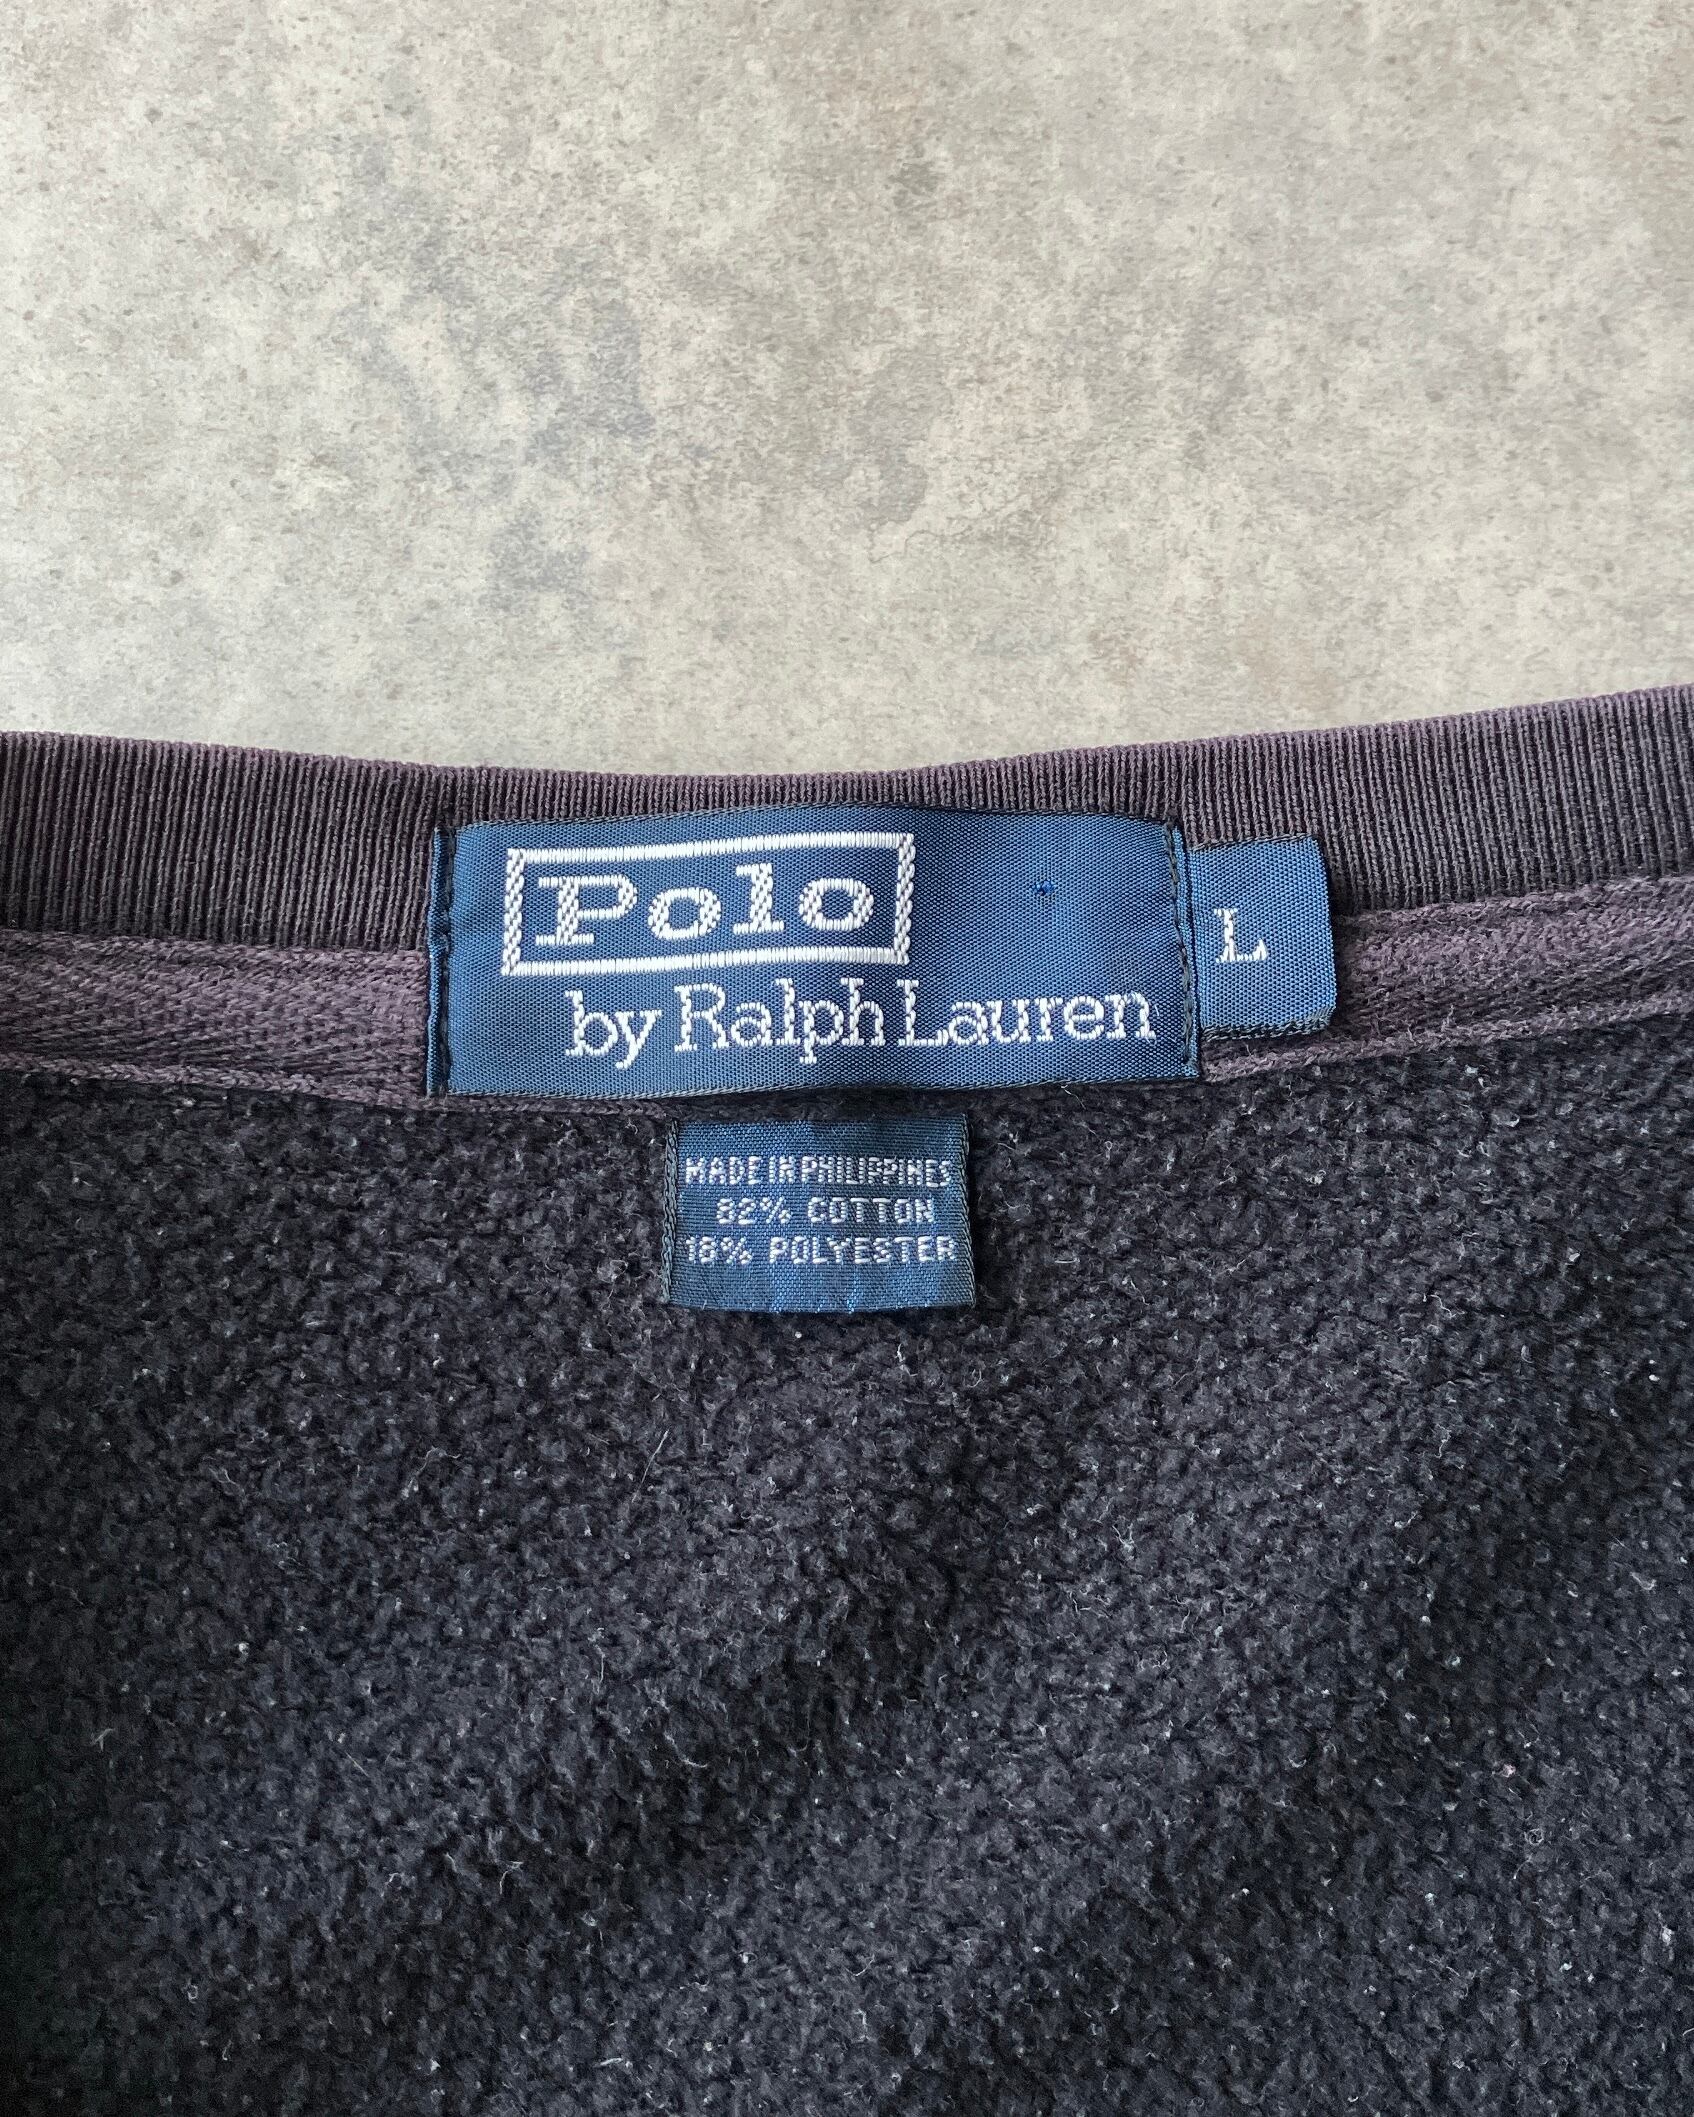 Polo
by Ralph Lauren
L
MADE IN PHILIPPINES
82% COTTON
18% POLYESTER